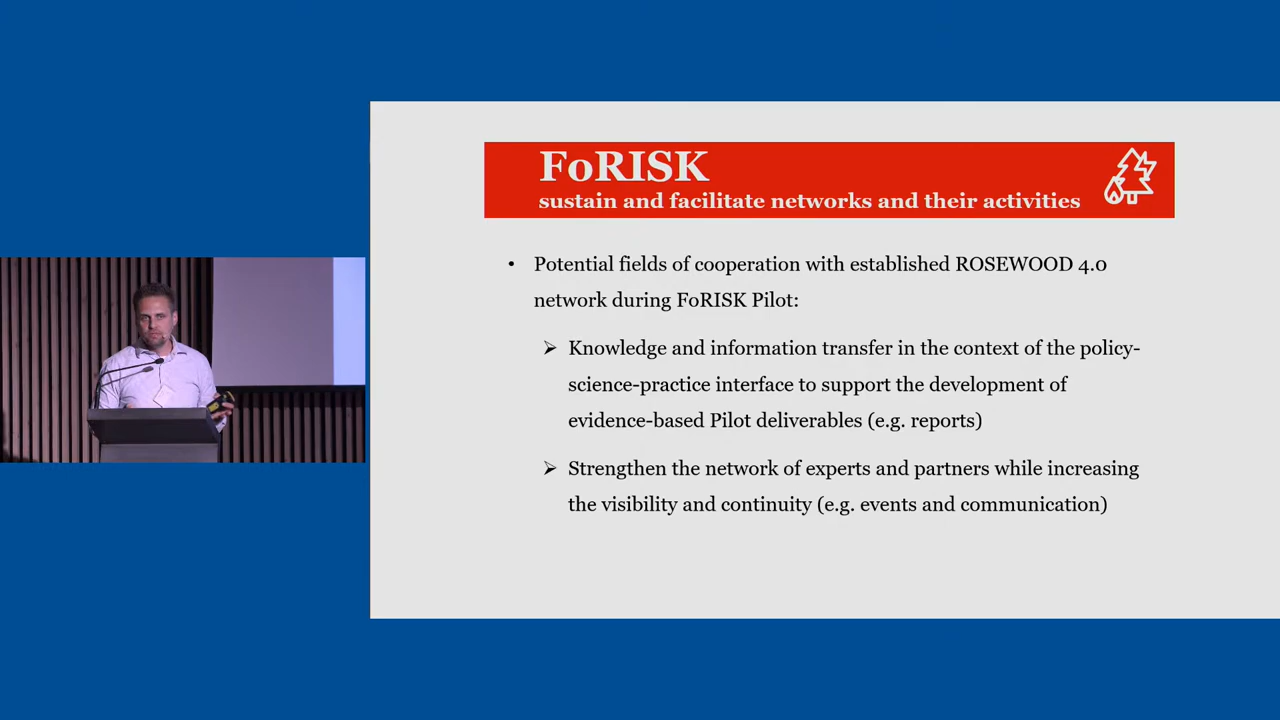 FoRISK
sustain and facilitate networks and their activities
• Potential fields of cooperation with established ROSEWOOD 4.0
network during FoRISK Pilot:
➢ Knowledge and information transfer in the context of the policy-
science-practice interface to support the development of
evidence-based Pilot deliverables (e.g. reports)
➢ Strengthen the network of experts and partners while increasing
the visibility and continuity (e.g. events and communication)